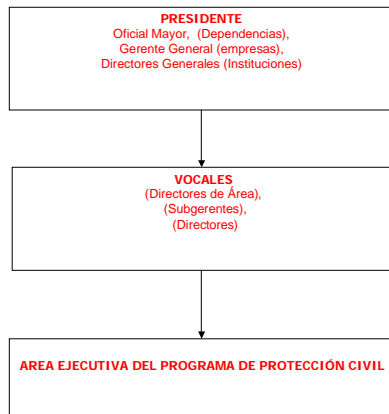 PRESIDENTE
Oficial Mayor, (Dependencias),
Gerente General (empresas),
Directores Generales (Instituciones)
VOCALES
(Directores de Área),
(Subgerentes),
(Directores)
AREA EJECUTIVA DEL PROGRAMA DE PROTECCIÓN CIVIL